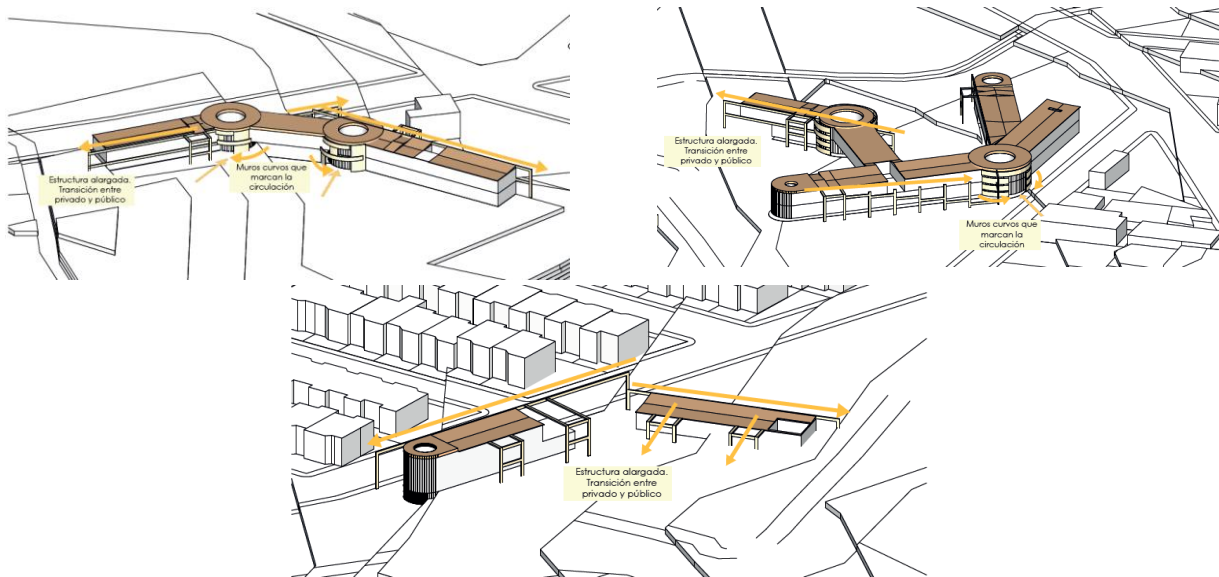 Estructura alargada.
Transición entre
privado y público
Muros curvos que
marcan la
circulación
Estructura alargada.
Transición entre
privado y público
Muros curvos que
marcan la
circulación
Estructura alargada.
Transición entre
privado y público